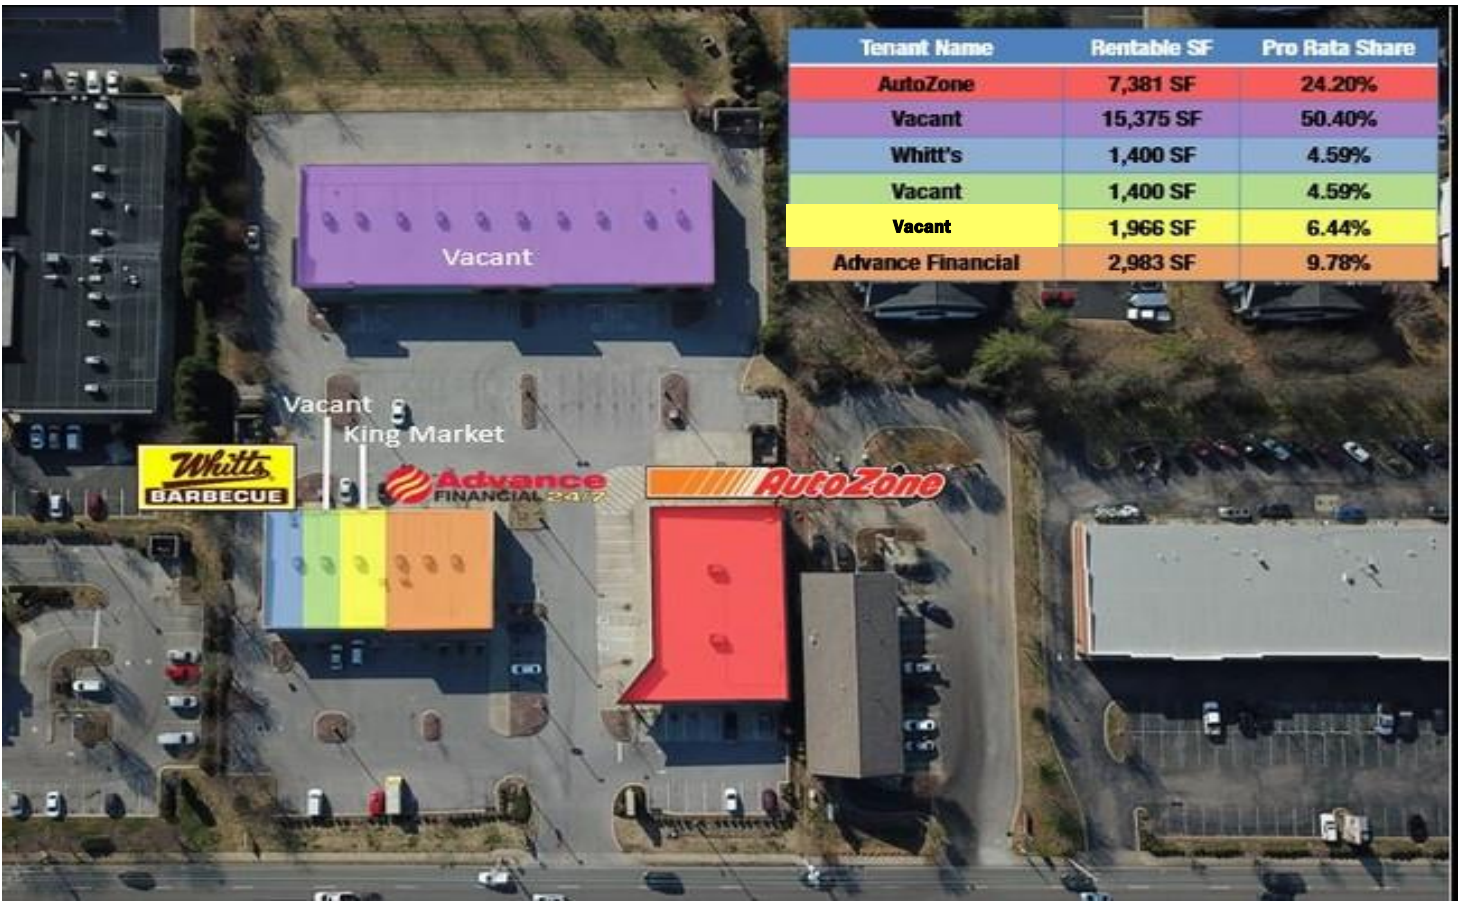 Tenant Name Rentable SF Pro Rata Share
AutoZone 7,381 SF 24.20%
Vacant 15,375 SF 50.40%
Whitt's 1,400 SF 4.59%
Vacant 1,400 SF 4.59%
Vacant 1,966 SF 6.44%
Advance Financial 2,983 SF 9.78%
Vacant
Vacant
King Market
Whitts
BARBECUE
Advance
FINANCIAL 24/7
AutoZone